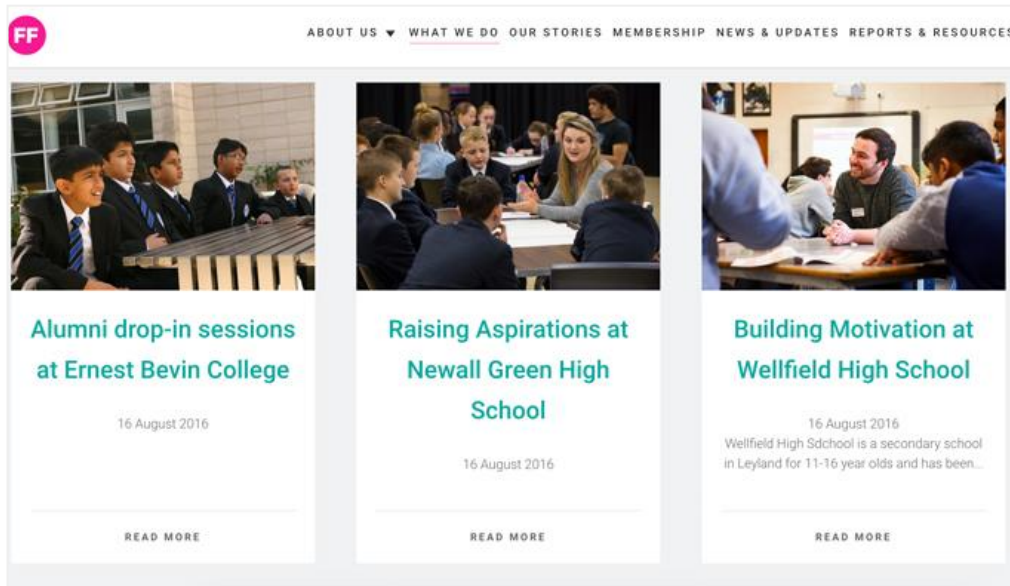 FF
ABOUT US ▼ WHAT WE DO OUR STORIES MEMBERSHIP NEWS & UPDATES REPORTS & RESOURCES
Alumni drop-in sessions
at Ernest Bevin College
16 August 2016
READ MORE
Raising Aspirations at
Newall Green High
School
16 August 2016
READ MORE
Building Motivation at
Wellfield High School
16 August 2016
Wellfield High Sdchool is a secondary school
in Leyland for 11-16 year olds and has been...
READ MORE